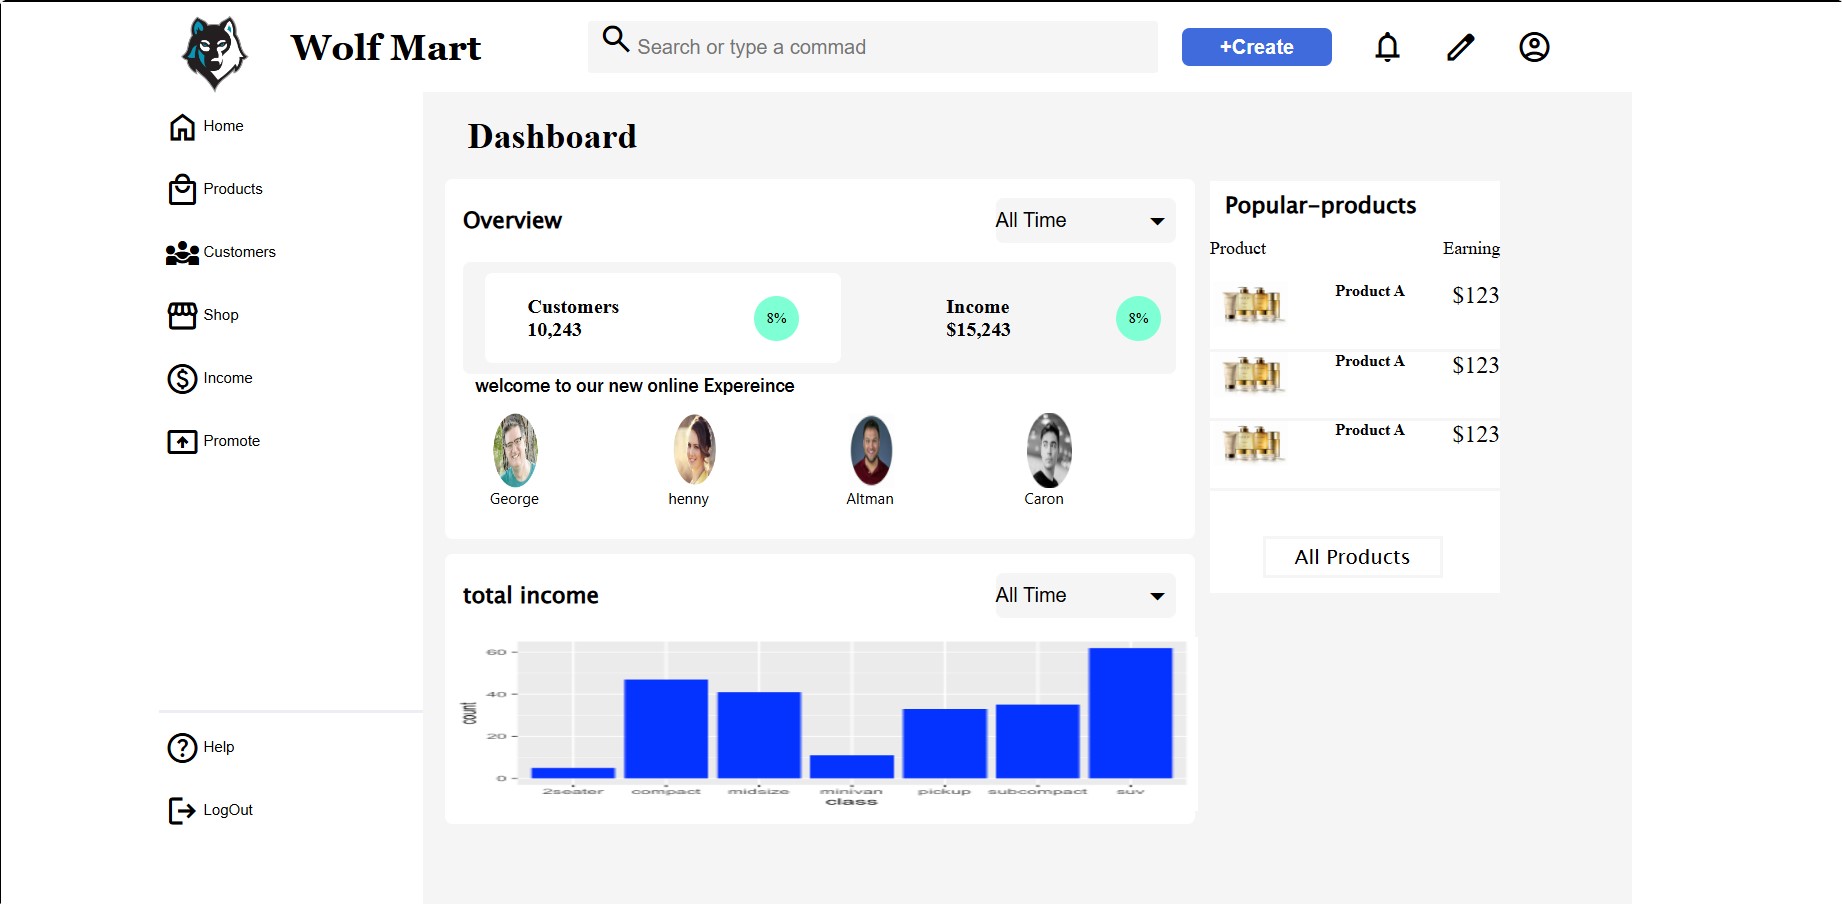 Wolf Mart
Search or type a commad
+Create
Home
Products
Customers
Shop
Income
Promote
Help
LogOut
Dashboard
Overview
All Time
Customers
10,243
8%
Income
$15,243
8%
welcome to our new online Expereince
George
henny
Altman
Caron
total income
All Time
60
40
20
0
count
2seater compact midsize minivan pickup subcompact suv
class
Popular-products
Product Earning
Product A $123
Product A $123
Product A $123
All Products